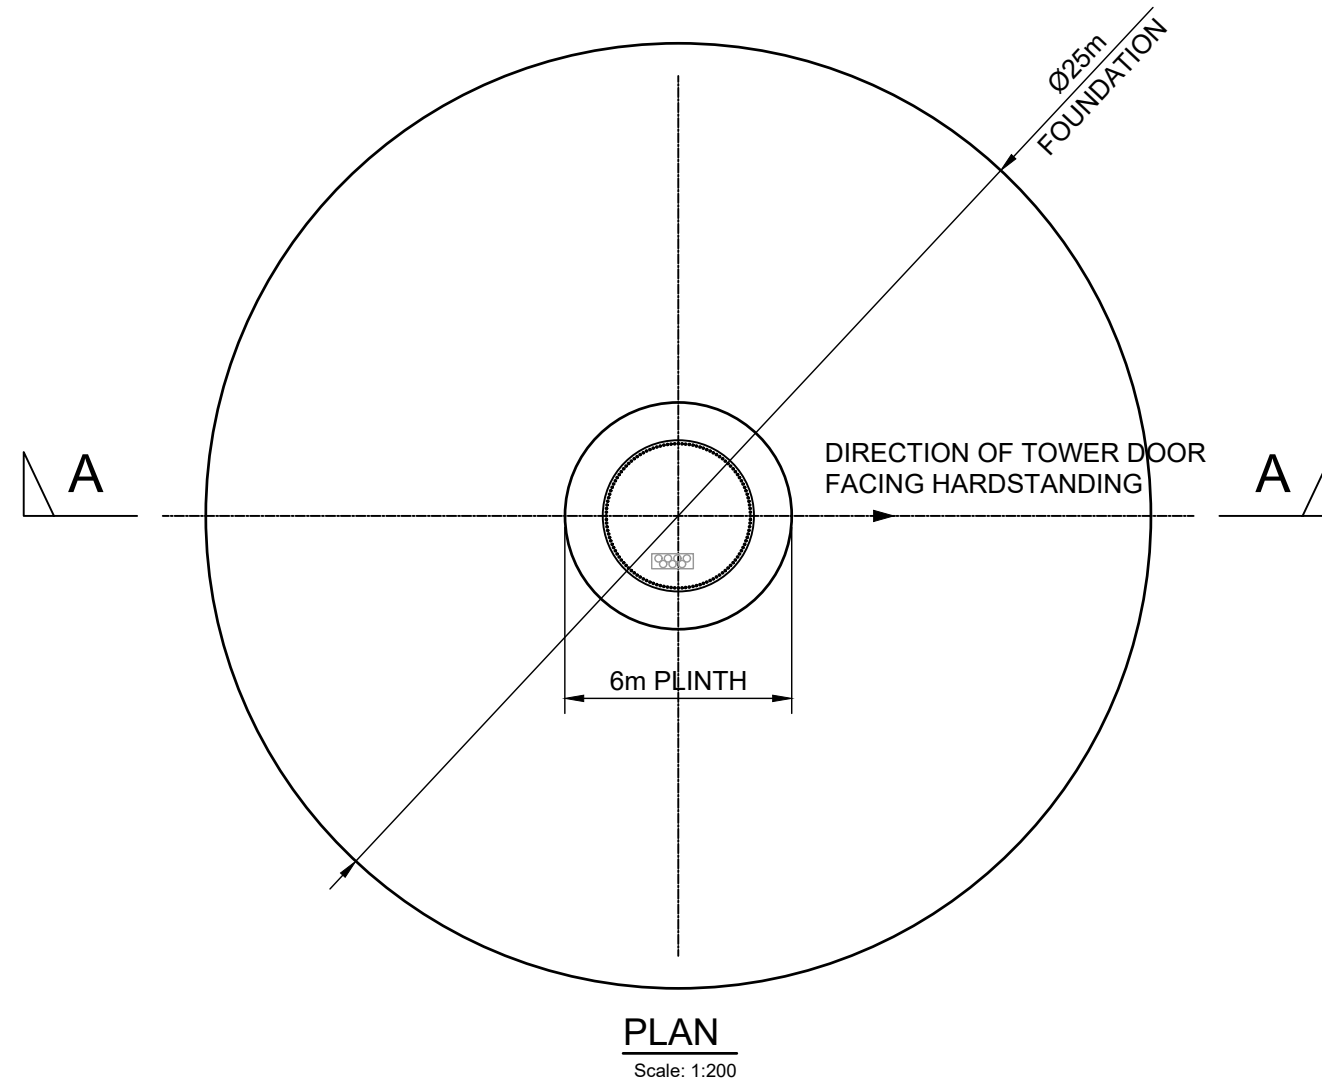 Ø25m
FOUNDATION
DIRECTION OF TOWER DOOR
FACING HARDSTANDING
A
A
6m PLINTH
PLAN
Scale: 1:200